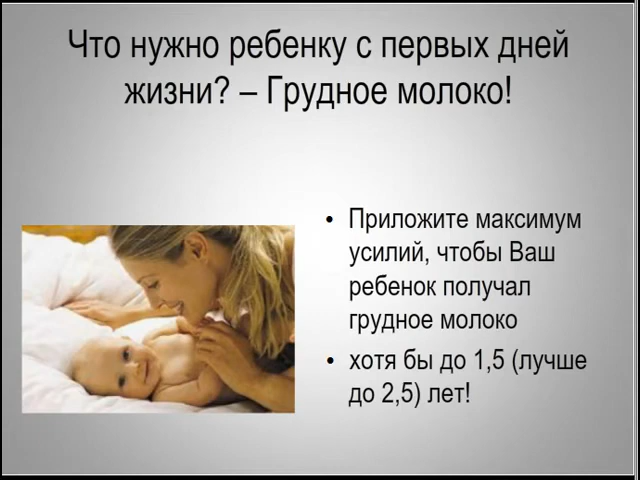 Что нужно ребенку с первых дней
жизни? – Грудное молоко!
• Приложите максимум
усилий, чтобы Ваш
ребенок получал
грудное молоко
• хотя бы до 1,5 (лучше
до 2,5) лет!